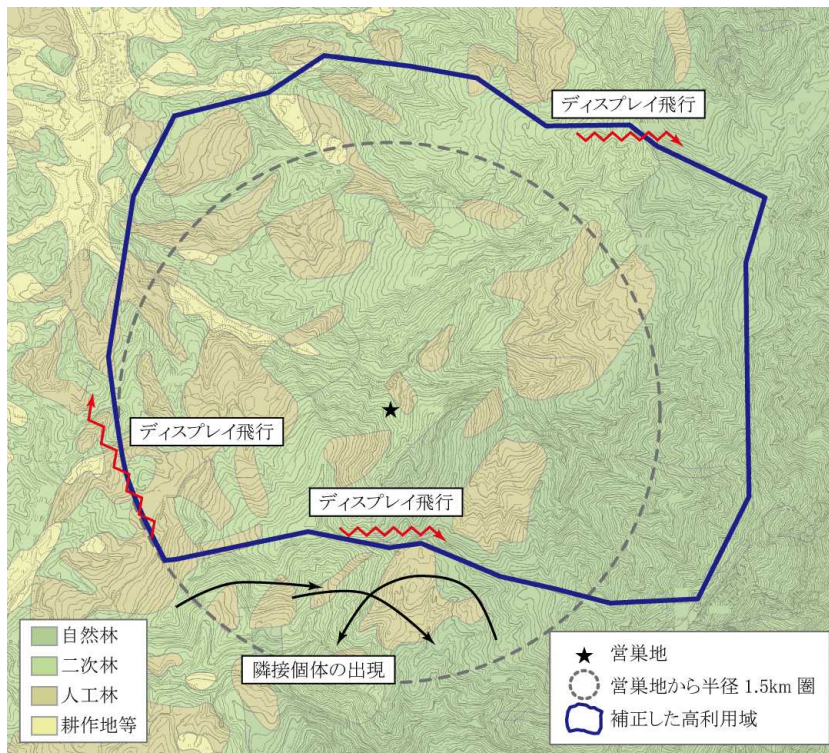 ディスプレイ飛行
ディスプレイ飛行
ディスプレイ飛行
隣接個体の出現
自然林
二次林
人工林
耕作地等
営巣地
営巣地から半径 1.5km 圏
補正した高利用域